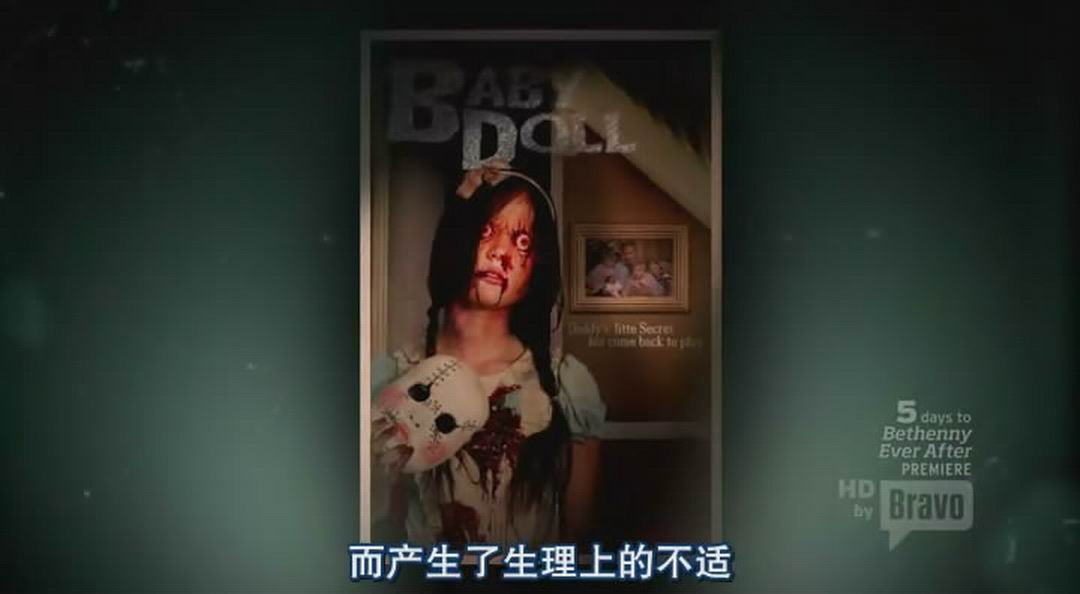 BABY
DOLL
Daddy's little Secret
has come back to play
5 days to
Bethenny
Ever After
PREMIERE
HD
by Bravo
而产生了生理上的不适